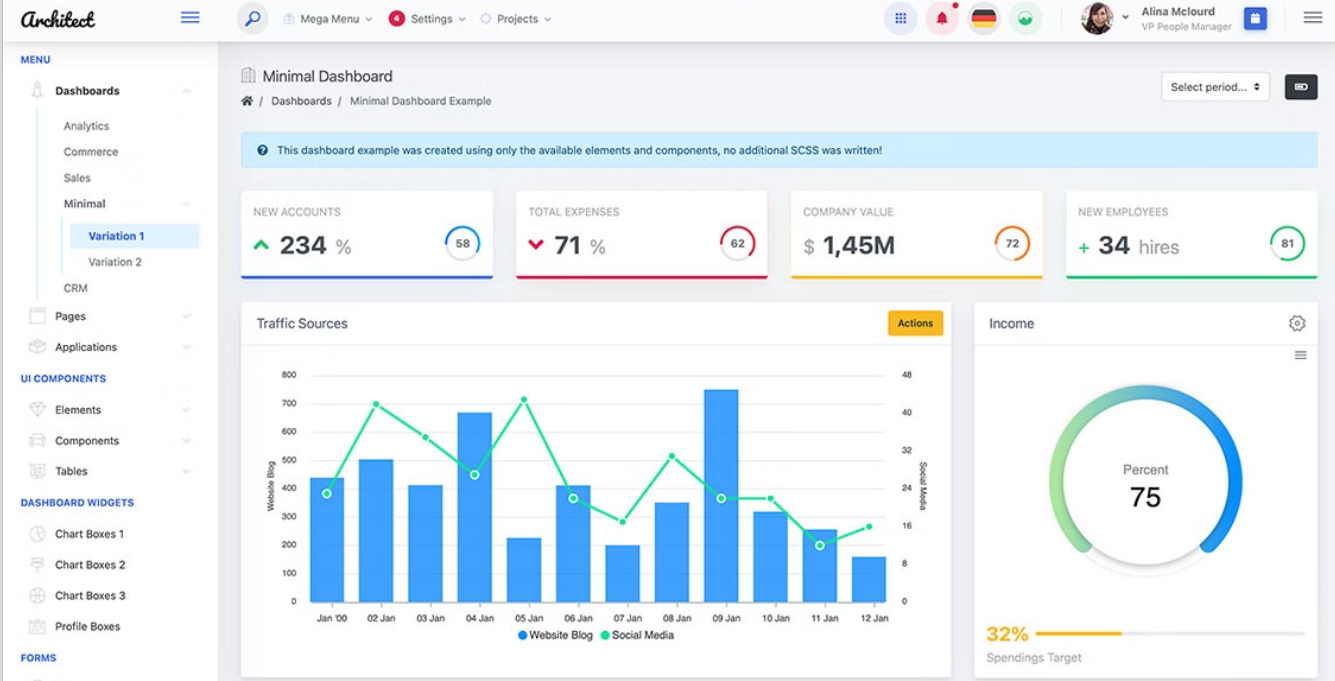 Architect
Mega Menu
4
Settings
Projects
Alina Mclourd
VP People Manager
MENU
Dashboards
Analytics
Commerce
Sales
Minimal
Variation 1
Variation 2
CRM
Pages
Applications
UI COMPONENTS
Elements
Components
Tables
DASHBOARD WIDGETS
Chart Boxes 1
Chart Boxes 2
Chart Boxes 3
Profile Boxes
FORMS
Minimal Dashboard
/ Dashboards / Minimal Dashboard Example
Select period...
This dashboard example was created using only the available elements and components, no additional SCSS was written!
NEW ACCOUNTS
234 %
58
TOTAL EXPENSES
71 %
62
COMPANY VALUE
$ 1,45M
72
NEW EMPLOYEES
+ 34 hires
81
Traffic Sources
Actions
800
700
600
500
400
300
200
100
0
Website Blog
48
40
32
24
16
8
0
Social Media
Jan '00 02 Jan 03 Jan 04 Jan 05 Jan 06 Jan 07 Jan 08 Jan 09 Jan 10 Jan 11 Jan 12 Jan
Website Blog Social Media
Income
Percent
75
32%
Spendings Target